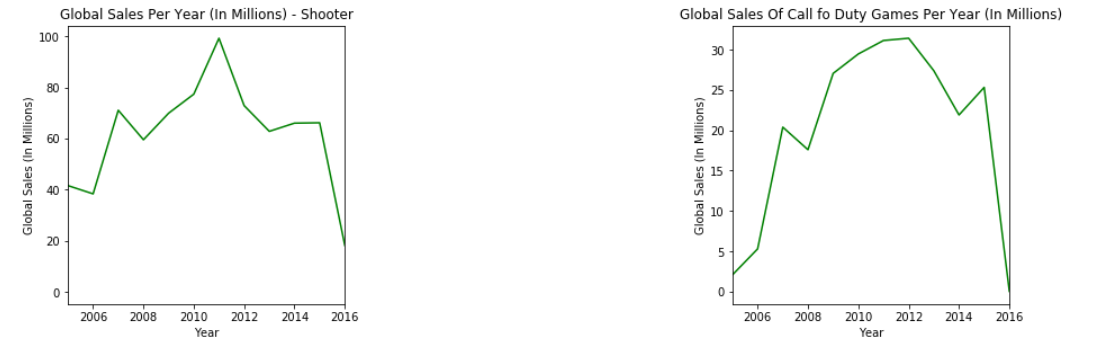 Global Sales Per Year (In Millions) - Shooter
Global Sales (In Millions)
100
80
60
40
20
0
2006 2008 2010 2012 2014 2016
Year
Global Sales Of Call fo Duty Games Per Year (In Millions)
Global Sales (In Millions)
30
25
20
15
10
5
0
2006 2008 2010 2012 2014 2016
Year